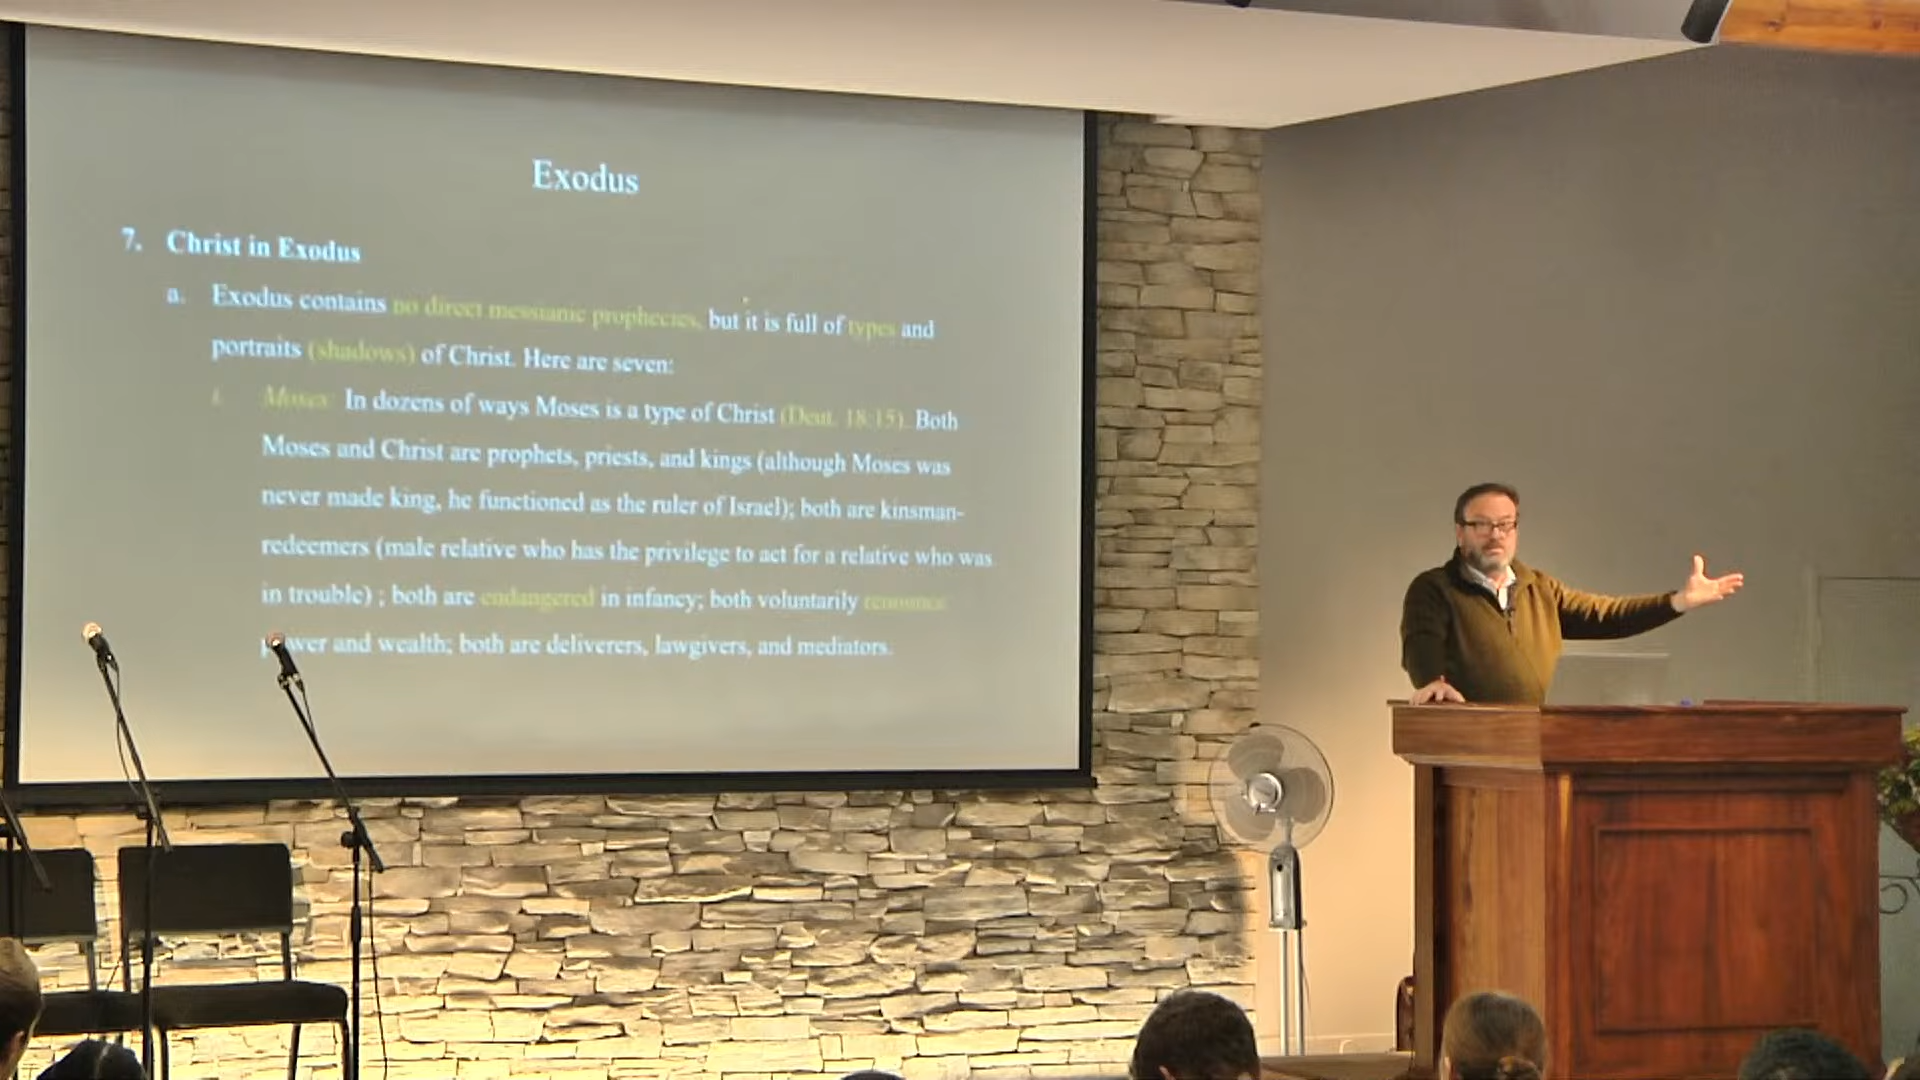 Exodus
7. Christ in Exodus
a. Exodus contains no direct messianic prophecies, but it is full of types and
portraits (shadows) of Christ. Here are seven:
i. Moses: In dozens of ways Moses is a type of Christ (Deut. 18:15). Both
Moses and Christ are prophets, priests, and kings (although Moses was
never made king, he functioned as the ruler of Israel); both are kinsman-
redeemers (male relative who has the privilege to act for a relative who was
in trouble) ; both are endangered in infancy; both voluntarily renounce
power and wealth; both are deliverers, lawgivers, and mediators.